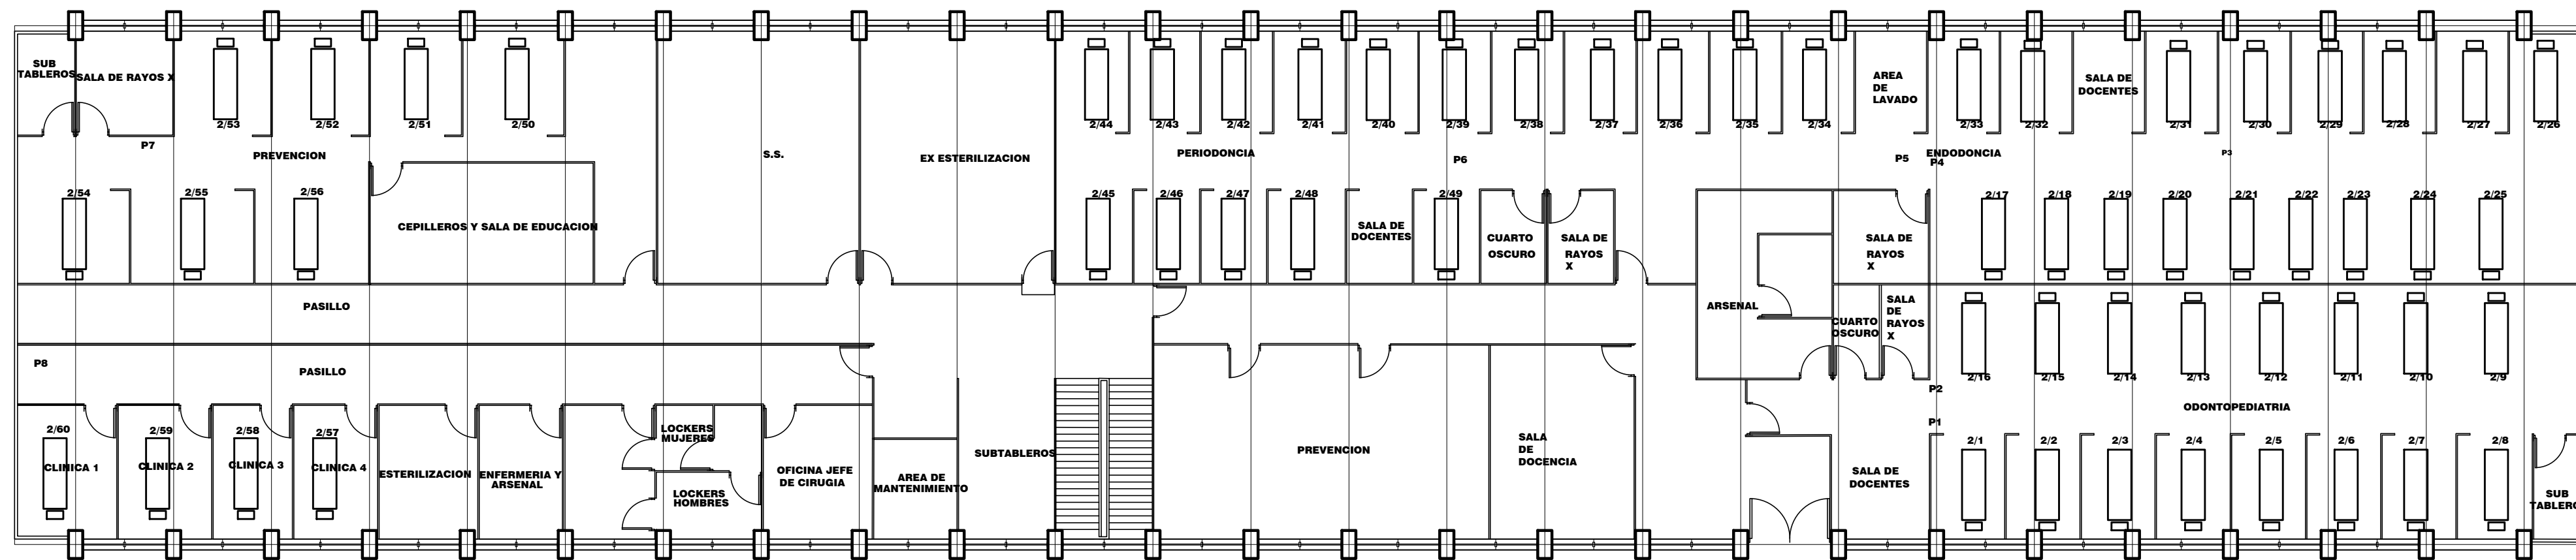 SUB
TABLEROS
SALA DE RAYOS X
2/53
2/52
2/51
2/50
P7
PREVENCION
S.S.
EX ESTERILIZACION
2/54
2/55
2/56
CEPILLEROS Y SALA DE EDUCACION
2/44
2/43
2/42
2/41
2/40
2/39
2/38
2/37
2/36
2/35
2/34
AREA
DE
LAVADO
2/33
2/32
SALA DE
DOCENTES
2/31
2/30
2/29
2/28
2/27
2/26
PERIODONCIA
P6
P5
ENDODONCIA
P4
P3
2/45
2/46
2/47
2/48
SALA DE
DOCENTES
2/49
CUARTO
OSCURO
SALA DE
RAYOS
X
SALA DE
RAYOS
X
2/17
2/18
2/19
2/20
2/21
2/22
2/23
2/24
2/25
PASILLO
ARSENAL
CUARTO
OSCURO
SALA
DE
RAYOS
X
2/16
2/15
2/14
2/13
2/12
2/11
2/10
2/9
P8
PASILLO
P2
P1
ODONTOPEDIATRIA
2/60
CLINICA 1
2/59
CLINICA 2
2/58
CLINICA 3
2/57
CLINICA 4
ESTERILIZACION
ENFERMERIA Y
ARSENAL
LOCKERS
MUJERES
LOCKERS
HOMBRES
OFICINA JEFE
DE CIRUGIA
AREA DE
MANTENIMIENTO
SUBTABLEROS
PREVENCION
SALA
DE
DOCENCIA
SALA DE
DOCENTES
2/1
2/2
2/3
2/4
2/5
2/6
2/7
2/8
SUB
TABLERO